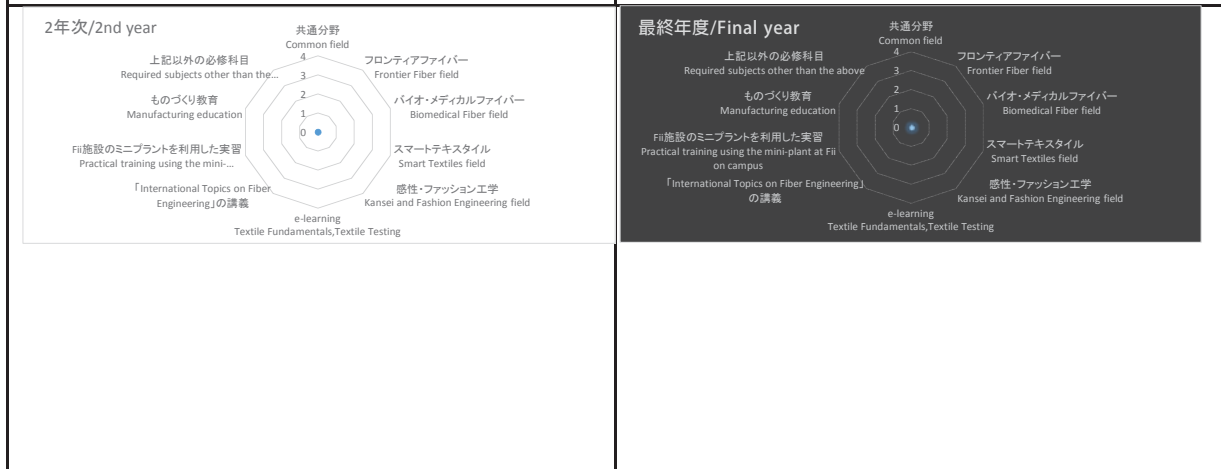 2年次/2nd year
共通分野
Common field
フロンティアファイバー
Frontier Fiber field
バイオ・メディカルファイバー
Biomedical Fiber field
スマートテキスタイル
Smart Textiles field
感性・ファッション工学
Kansei and Fashion Engineering field
e-learning
Textile Fundamentals,Textile Testing
「International Topics on Fiber
Engineering」の講義
Fii施設のミニプラントを利用した実習
Practical training using the mini-...
ものづくり教育
Manufacturing education
上記以外の必修科目
Required subjects other than the...
4
3
2
1
0
最終年度/Final year
共通分野
Common field
フロンティアファイバー
Frontier Fiber field
バイオ・メディカルファイバー
Biomedical Fiber field
スマートテキスタイル
Smart Textiles field
感性・ファッション工学
Kansei and Fashion Engineering field
e-learning
Textile Fundamentals,Textile Testing
「International Topics on Fiber Engineering」
の講義
Fii施設のミニプラントを利用した実習
Practical training using the mini-plant at Fii
on campus
ものづくり教育
Manufacturing education
上記以外の必修科目
Required subjects other than the above
4
3
2
1
0